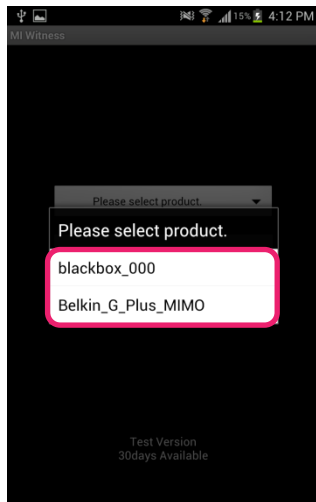 15% 4:12 PM
MI Witness
Please select product.
Please select product.
blackbox_000
Belkin_G_Plus_MIMO
Test Version
30days Available